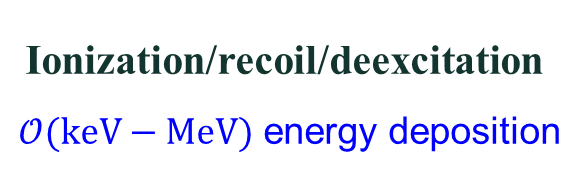 Ionization/recoil/deexcitation
𝒪(keV − MeV) energy deposition